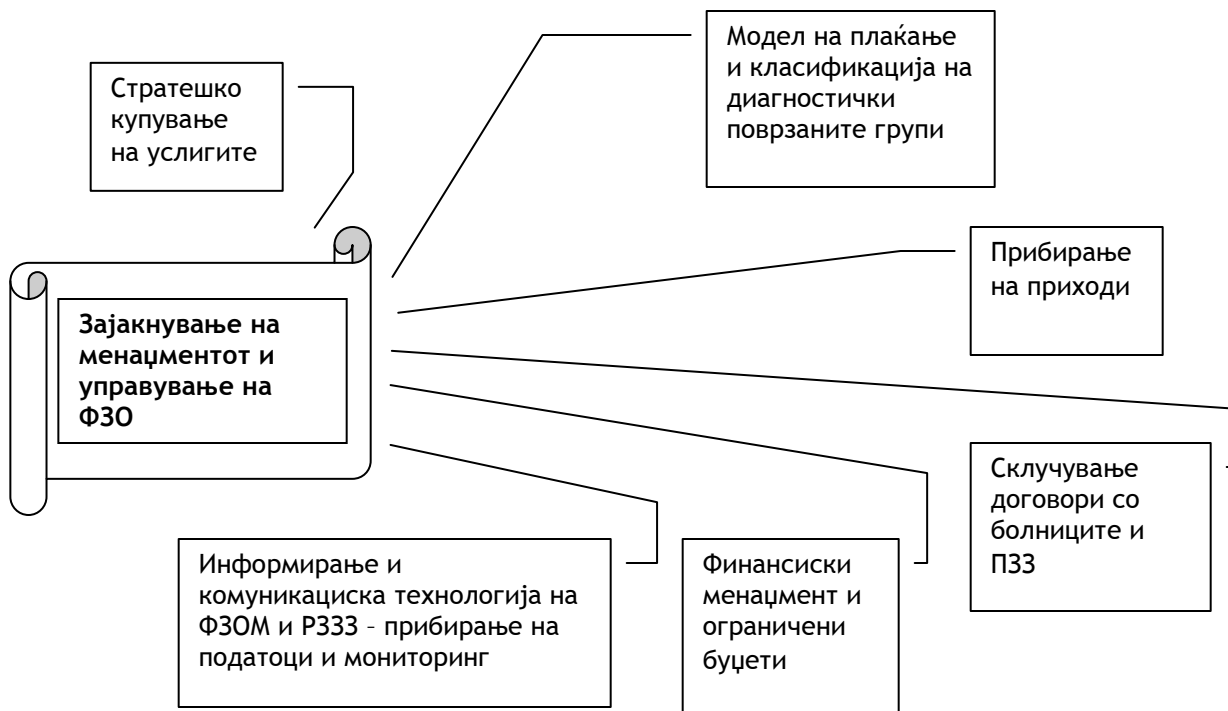 Модел на плаќање
и класификација на
диагностички
поврзаните групи
Стратешко
купување
на услигите
Прибирање
на приходи
Зајакнување на
менаџментот и
управување на
ФЗО
Склучување
договори со
болниците и
ПЗЗ
Информирање и
комуникациска технологија на
ФЗОМ и РЗЗЗ – прибирање на
податоци и мониторинг
Финансиски
менаџмент и
ограничени
буџети